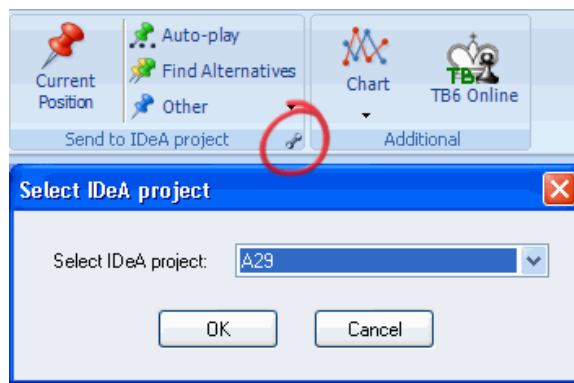 Current
Position
Auto-play
Find Alternatives
Other
Send to IDeA project
Chart
TB6
TB6 Online
Additional
Select IDeA project
Select IDeA project:
A29
OK
Cancel